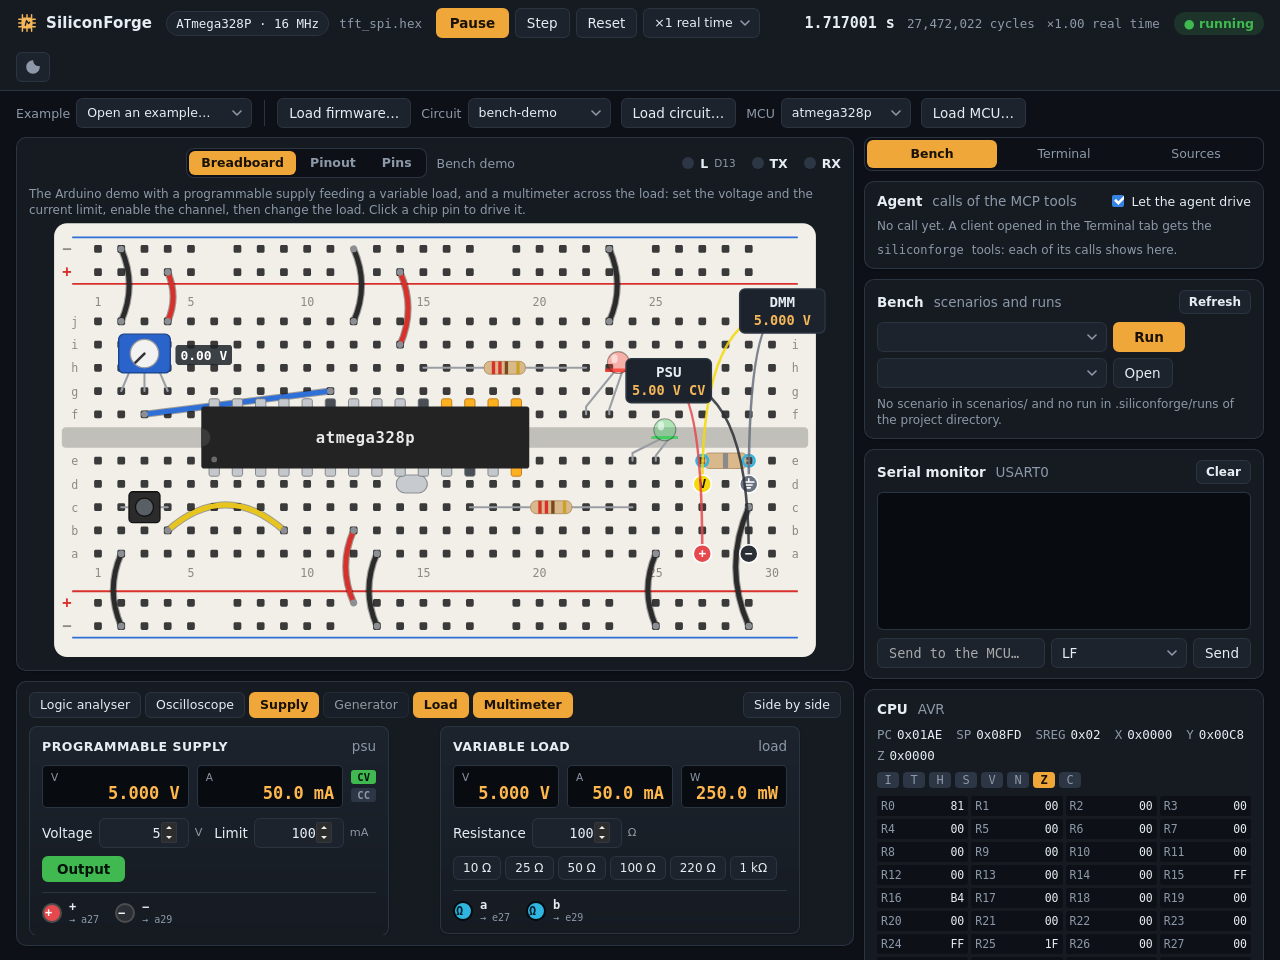 SiliconForge
ATmega328P · 16 MHz
tft_spi.hex
Pause
Step
Reset
×1 real time
1.717001 s
27,472,022 cycles
×1.00 real time
● running
Example
Open an example…
Load firmware…
Circuit
bench-demo
Load circuit…
MCU
atmega328p
Load MCU…
Breadboard
Pinout
Pins
Bench demo
L D13
TX
RX
The Arduino demo with a programmable supply feeding a variable load, and a multimeter across the load: set the voltage and the
current limit, enable the channel, then change the load. Click a chip pin to drive it.
−
+
1 5 10 15 20 25
j
i i
h h
g g
f f
e e
d d
c c
b b
a a
0.00 V
DMM
5.000 V
PSU
5.00 V CV
atmega328p
V
+
−
1 5 10 15 20 25 30
+
−
Logic analyser
Oscilloscope
Supply
Generator
Load
Multimeter
Side by side
PROGRAMMABLE SUPPLY
psu
V
5.000 V
A
50.0 mA
CV
CC
Voltage
5
V
Limit
100
mA
Output
+
+
→ a27
−
−
→ a29
VARIABLE LOAD
load
V
5.000 V
A
50.0 mA
W
250.0 mW
Resistance
100
Ω
10 Ω
25 Ω
50 Ω
100 Ω
220 Ω
1 kΩ
Ω
a
→ e27
Ω
b
→ e29
Bench
Terminal
Sources
Agent calls of the MCP tools
Let the agent drive
No call yet. A client opened in the Terminal tab gets the
siliconforge tools: each of its calls shows here.
Bench scenarios and runs
Refresh
Run
Open
No scenario in scenarios/ and no run in .siliconforge/runs of
the project directory.
Serial monitor USART0
Clear
Send to the MCU…
LF
Send
CPU AVR
PC 0x01AE SP 0x08FD SREG 0x02 X 0x0000 Y 0x00C8
Z 0x0000
I T H S V N Z C
R0 81 R1 00 R2 00 R3 00
R4 00 R5 00 R6 00 R7 00
R8 00 R9 00 R10 00 R11 00
R12 00 R13 00 R14 00 R15 FF
R16 B4 R17 00 R18 00 R19 00
R20 00 R21 00 R22 00 R23 00
R24 FF R25 1F R26 00 R27 00